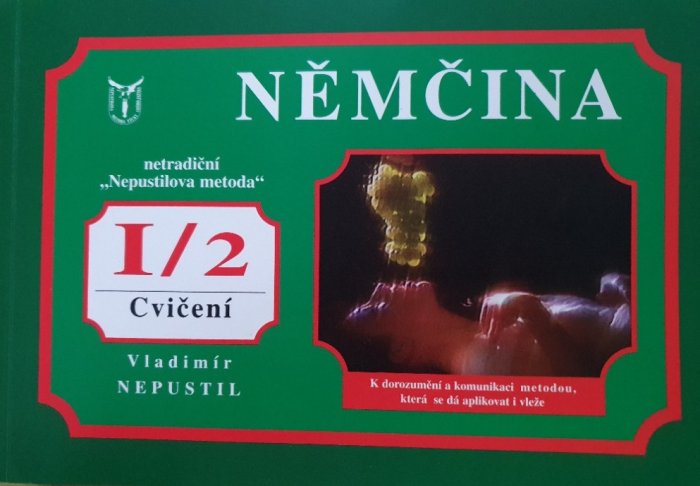 NĚMČINA
netradiční
„Nepustilova metoda“
I/2
Cvičení
Vladimír
NEPUSTIL
K dorozumění a komunikaci metodou,
která se dá aplikovat i vleže